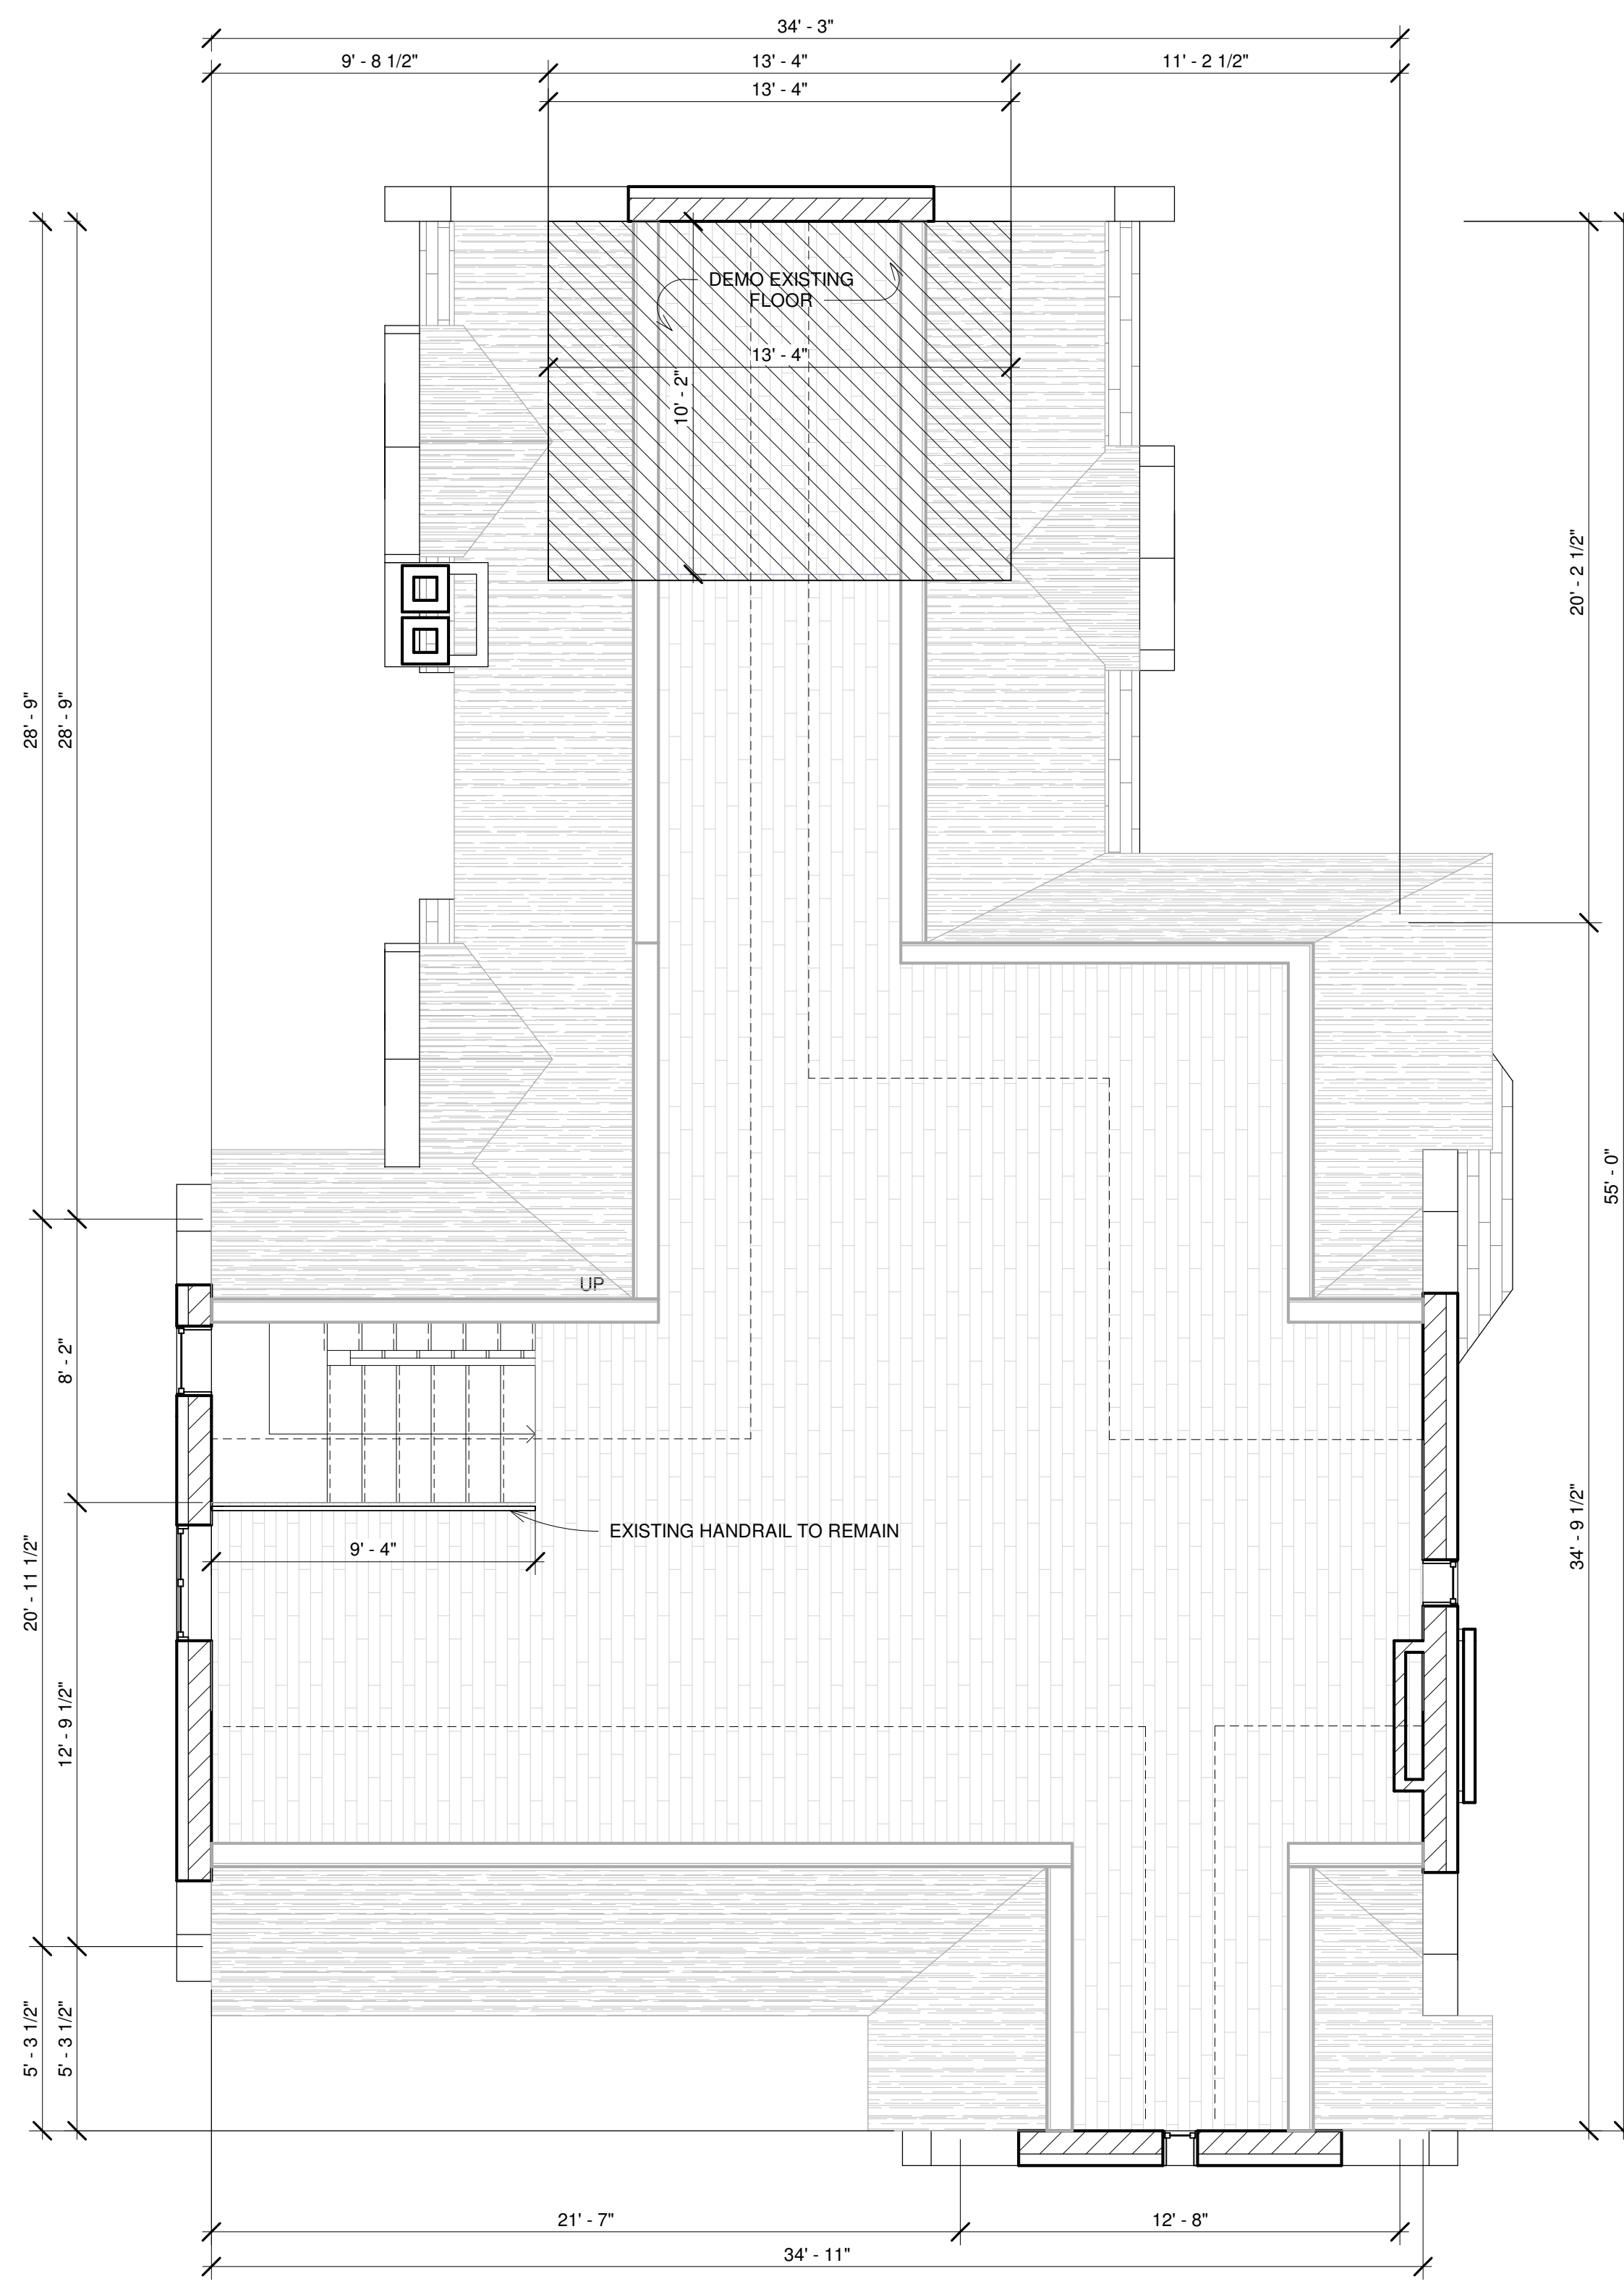 34' - 3"
9' - 8 1/2"
13' - 4"
11' - 2 1/2"
13' - 4"
DEMO EXISTING
FLOOR
13' - 4"
10' - 2"
20' - 2 1/2"
28' - 9"
28' - 9"
55' - 0"
UP
8' - 2"
EXISTING HANDRAIL TO REMAIN
9' - 4"
20' - 11 1/2"
34' - 9 1/2"
12' - 9 1/2"
5' - 3 1/2"
5' - 3 1/2"
21' - 7"
12' - 8"
34' - 11"